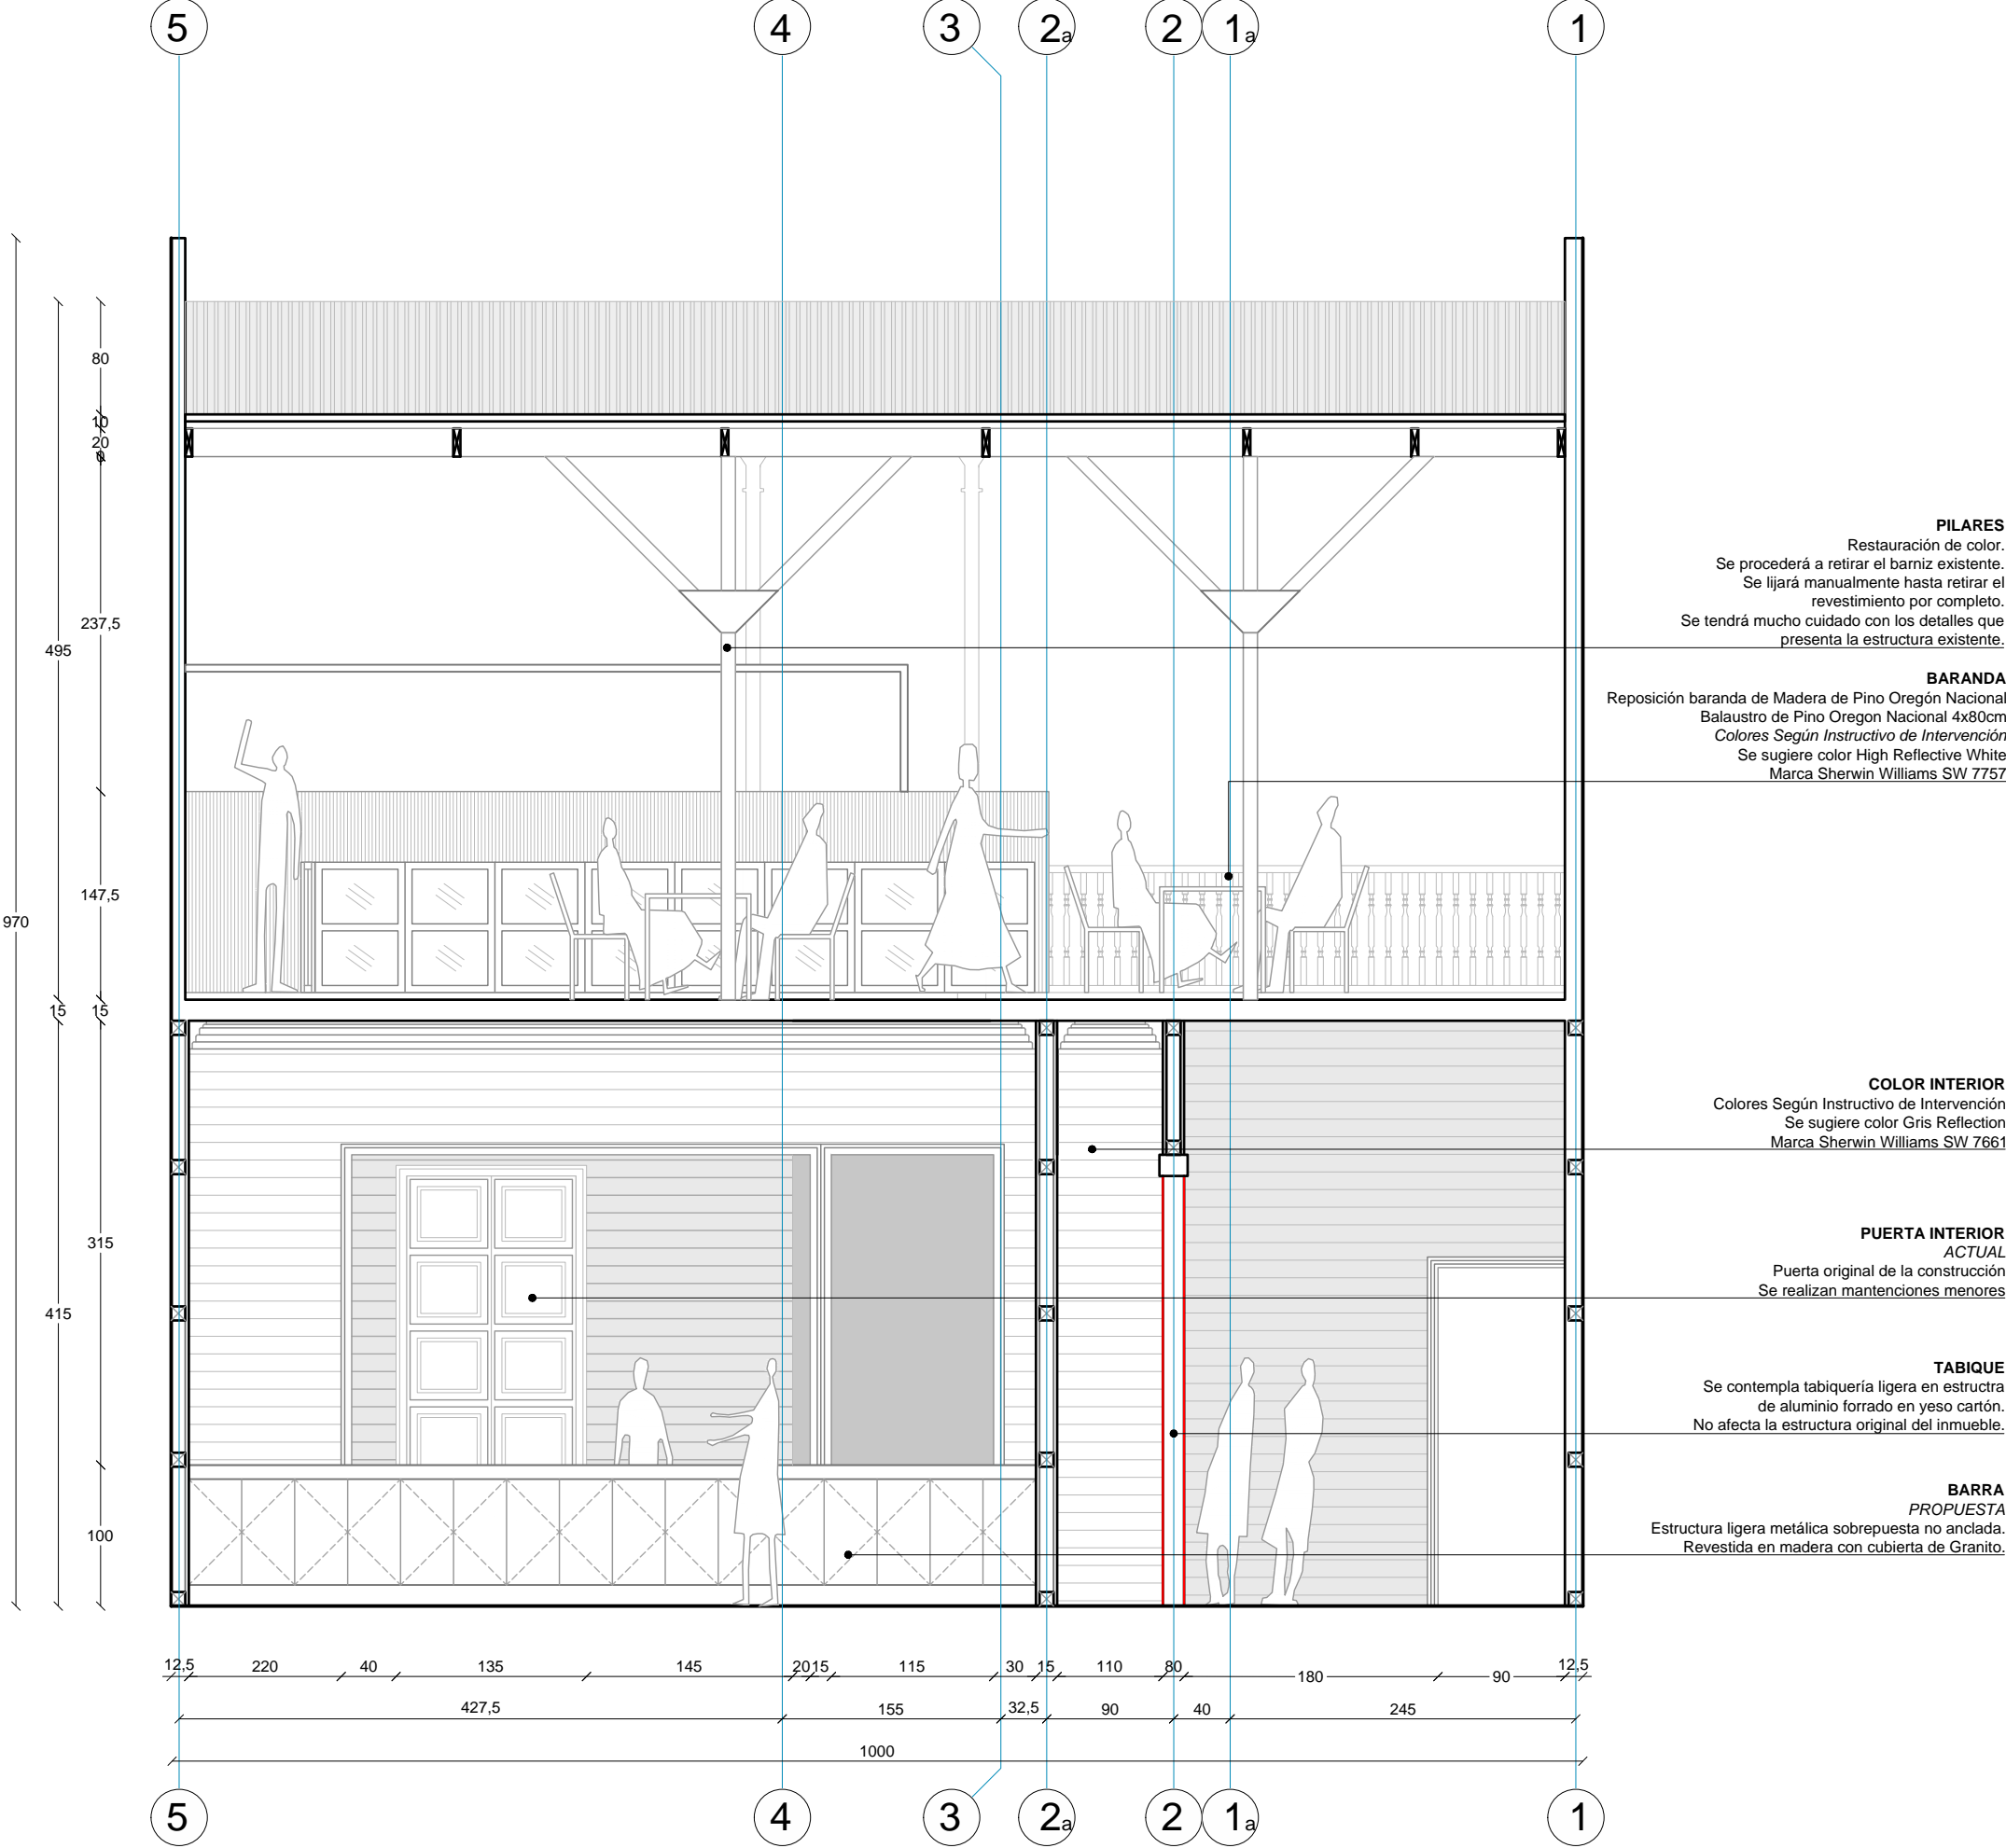 5
4
3
2a
2
1a
1
80
10
20
237,5
495
147,5
970
15
15
315
415
100
PILARES
Restauración de color.
Se procederá a retirar el barniz existente.
Se lijará manualmente hasta retirar el
revestimiento por completo.
Se tendrá mucho cuidado con los detalles que
presenta la estructura existente.
BARANDA
Reposición baranda de Madera de Pino Oregón Nacional
Balaustro de Pino Oregon Nacional 4x80cm
Colores Según Instructivo de Intervención
Se sugiere color High Reflective White
Marca Sherwin Williams SW 7757
COLOR INTERIOR
Colores Según Instructivo de Intervención
Se sugiere color Gris Reflection
Marca Sherwin Williams SW 7661
PUERTA INTERIOR
ACTUAL
Puerta original de la construcción
Se realizan mantenciones menores
TABIQUE
Se contempla tabiquería ligera en estructra
de aluminio forrado en yeso cartón.
No afecta la estructura original del inmueble.
BARRA
PROPUESTA
Estructura ligera metálica sobrepuesta no anclada.
Revestida en madera con cubierta de Granito.
12,5 220 40 135 145 20 15 115 30 15 110 80 180 90 12,5
427,5 155 32,5 90 40 245
1000
5
4
3
2a
2
1a
1